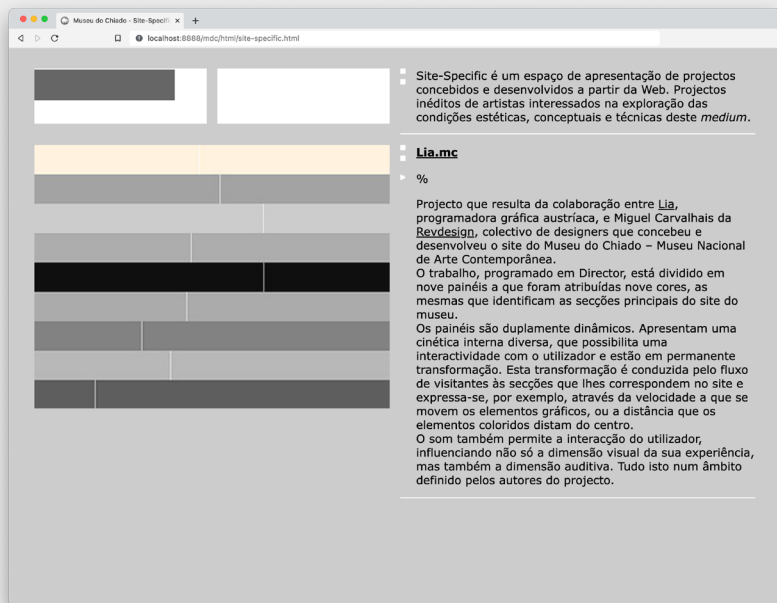 Museu do Chiado - Site-Specifi
localhost:8888/mdc/html/site-specific.html
Site-Specific é um espaço de apresentação de projectos
concebidos e desenvolvidos a partir da Web. Projectos
inéditos de artistas interessados na exploração das
condições estéticas, conceptuais e técnicas deste medium.
Lia.mc
%
Projecto que resulta da colaboração entre Lia,
programadora gráfica austríaca, e Miguel Carvalhais da
Revdesign, colectivo de designers que concebeu e
desenvolveu o site do Museu do Chiado – Museu Nacional
de Arte Contemporânea.
O trabalho, programado em Director, está dividido em
nove painéis a que foram atribuídas nove cores, as
mesmas que identificam as secções principais do site do
museu.
Os painéis são duplamente dinâmicos. Apresentam uma
cinética interna diversa, que possibilita uma
interactividade com o utilizador e estão em permanente
transformação. Esta transformação é conduzida pelo fluxo
de visitantes às secções que lhes correspondem no site e
expressa-se, por exemplo, através da velocidade a que se
movem os elementos gráficos, ou a distância que os
elementos coloridos distam do centro.
O som também permite a interacção do utilizador,
influenciando não só a dimensão visual da sua experiência,
mas também a dimensão auditiva. Tudo isto num âmbito
definido pelos autores do projecto.